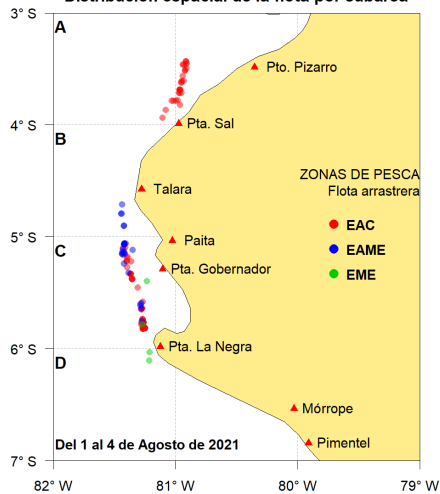 Distribución espacial de la flota por subárea
3° S
A
Pto. Pizarro
4° S
Pta. Sal
B
ZONAS DE PESCA
Talara
Flota arrastrera
EAC
5° S
Paita
C
EAME
Pta. Gobernador
EME
6° S
Pta. La Negra
D
Mórrope
Del 1 al 4 de Agosto de 2021
Pimentel
7° S
82° W
81° W
80° W
79° W